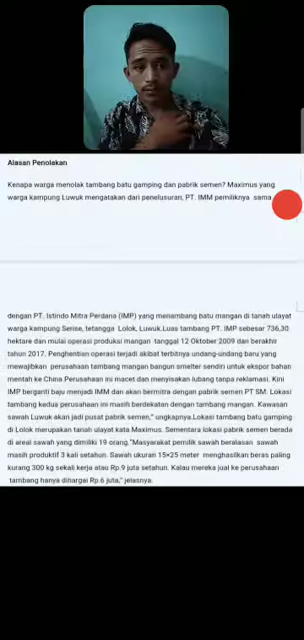 Alasan Penolakan
Kenapa warga menolak tambang batu gamping dan pabrik semen? Maximus yang
warga kampung Luwuk mengatakan dari penelusuran, PT. IMM pemiliknya sama
dengan PT. Istindo Mitra Perdana (IMP) yang menambang batu mangan di tanah ulayat
warga kampung Serise, tetangga Lolok, Luwuk.Luas tambang PT. IMP sebesar 736,30
hektare dan mulai operasi produksi mangan tanggal 12 Oktober 2009 dan berakhir
tahun 2017. Penghentian operasi terjadi akibat terbitnya undang-undang baru yang
mewajibkan perusahaan tambang mangan bangun smelter sendiri untuk ekspor bahan
mentah ke China.Perusahaan ini macet dan menyisakan lubang tanpa reklamasi. Kini
IMP berganti baju menjadi IMM dan akan bermitra dengan pabrik semen PT SM. Lokasi
tambang kedua perusahaan ini masih berdekatan dengan tambang mangan. Kawasan
sawah Luwuk akan jadi pusat pabrik semen," ungkapnya.Lokasi tambang batu gamping
di Lolok merupakan tanah ulayat kata Maximus. Sementara lokasi pabrik semen berada
di areal sawah yang dimiliki 19 orang."Masyarakat pemilik sawah beralasan sawah
masih produktif 3 kali setahun. Sawah ukuran 15×25 meter menghasilkan beras paling
kurang 300 kg sekali kerja atau Rp.9 juta setahun. Kalau mereka jual ke perusahaan
tambang hanya dihargai Rp.6 juta," jelasnya.